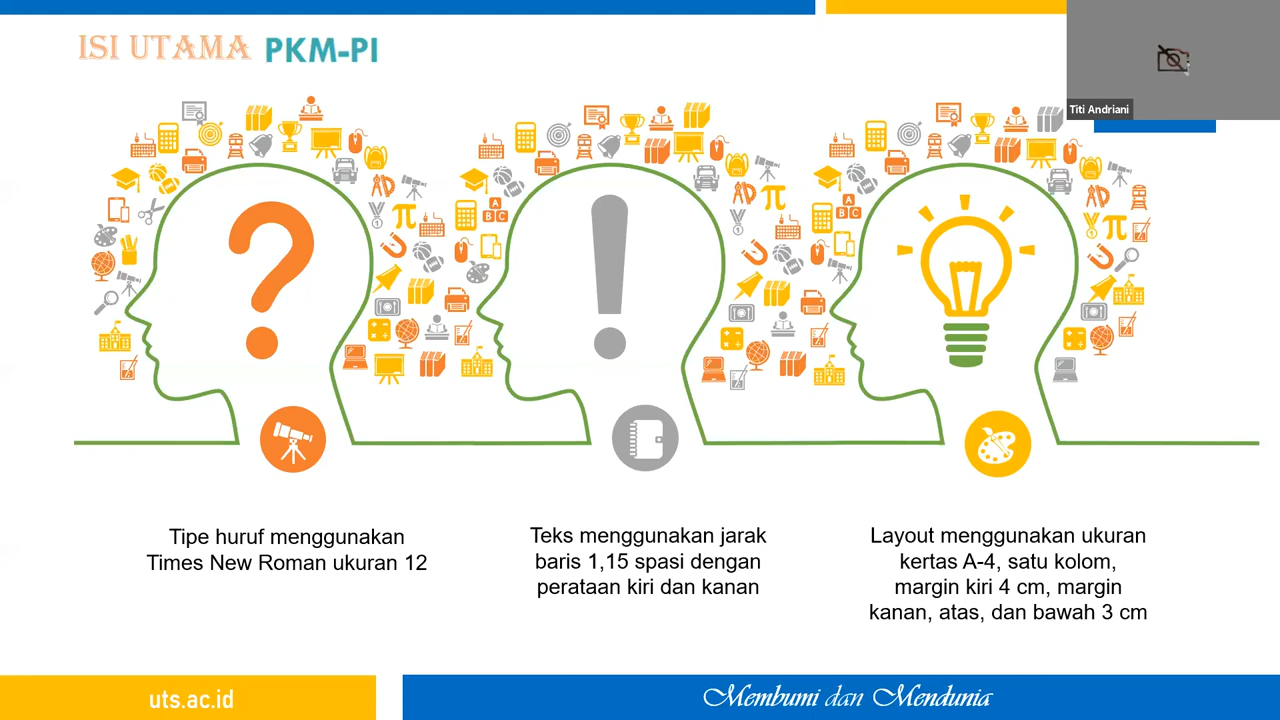 ISI UTAMA PKM-PI
Titi Andriani
Tipe huruf menggunakan
Times New Roman ukuran 12
Teks menggunakan jarak
baris 1,15 spasi dengan
perataan kiri dan kanan
Layout menggunakan ukuran
kertas A-4, satu kolom,
margin kiri 4 cm, margin
kanan, atas, dan bawah 3 cm
uts.ac.id
Membumi dan Mendunia